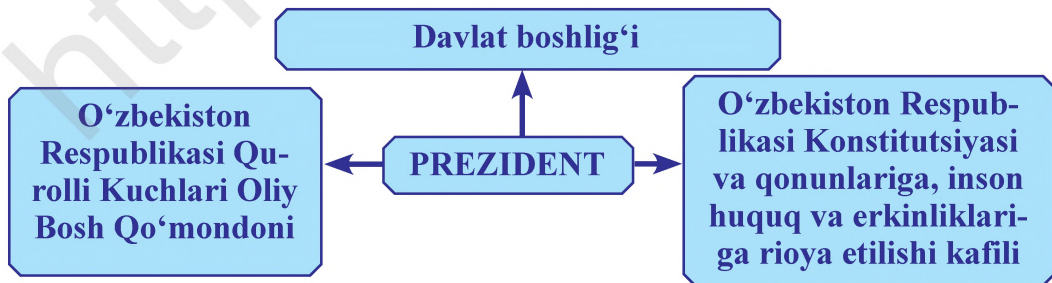 Davlat boshlig‘i
O‘zbekiston
Respublikasi Qu-
rolli Kuchlari Oliy
Bosh Qo‘mondoni
PREZIDENT
O‘zbekiston Respub-
likasi Konstitutsiyasi
va qonunlariga, inson
huquq va erkinliklari-
ga rioya etilishi kafili